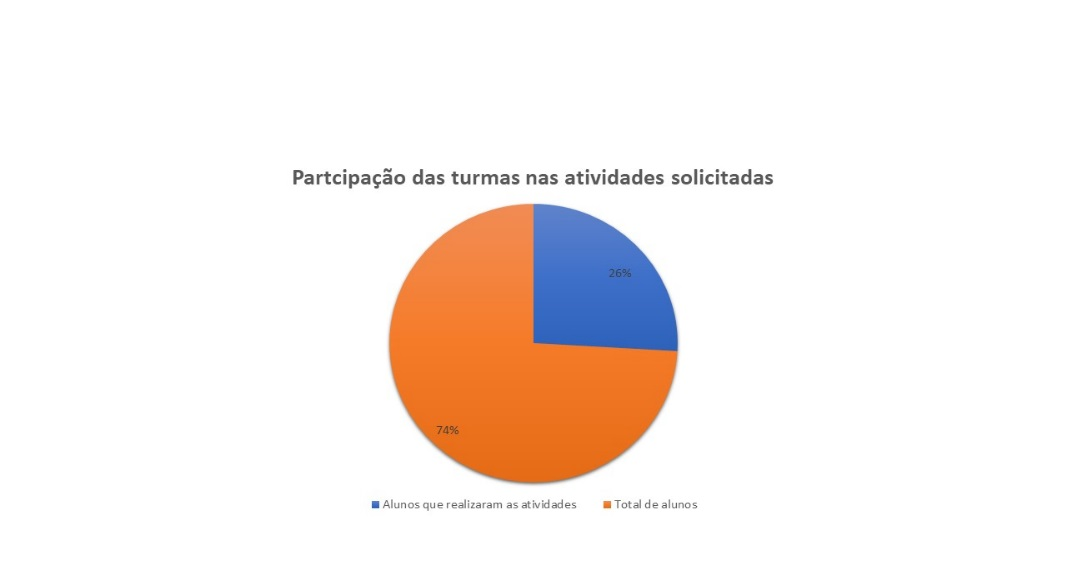 Partcipação das turmas nas atividades solicitadas
26%
74%
Alunos que realizaram as atividades Total de alunos